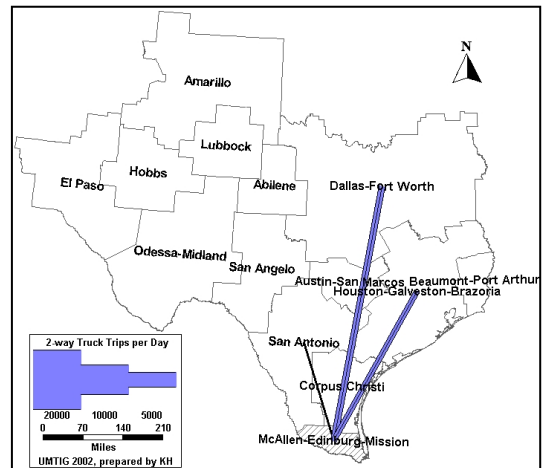 N
Amarillo
Lubbock
Hobbs
El Paso
Abilene
Dallas-Fort Worth
Odessa-Midland
San Angelo
Austin-San Marcos
Beaumont-Port Arthur
Houston-Galveston-Brazoria
San Antonio
Corpus Christi
McAllen-Edinburg-Mission
2-way Truck Trips per Day
20000 10000 5000
0 70 140 210
Miles
UMTIG 2002, prepared by KH